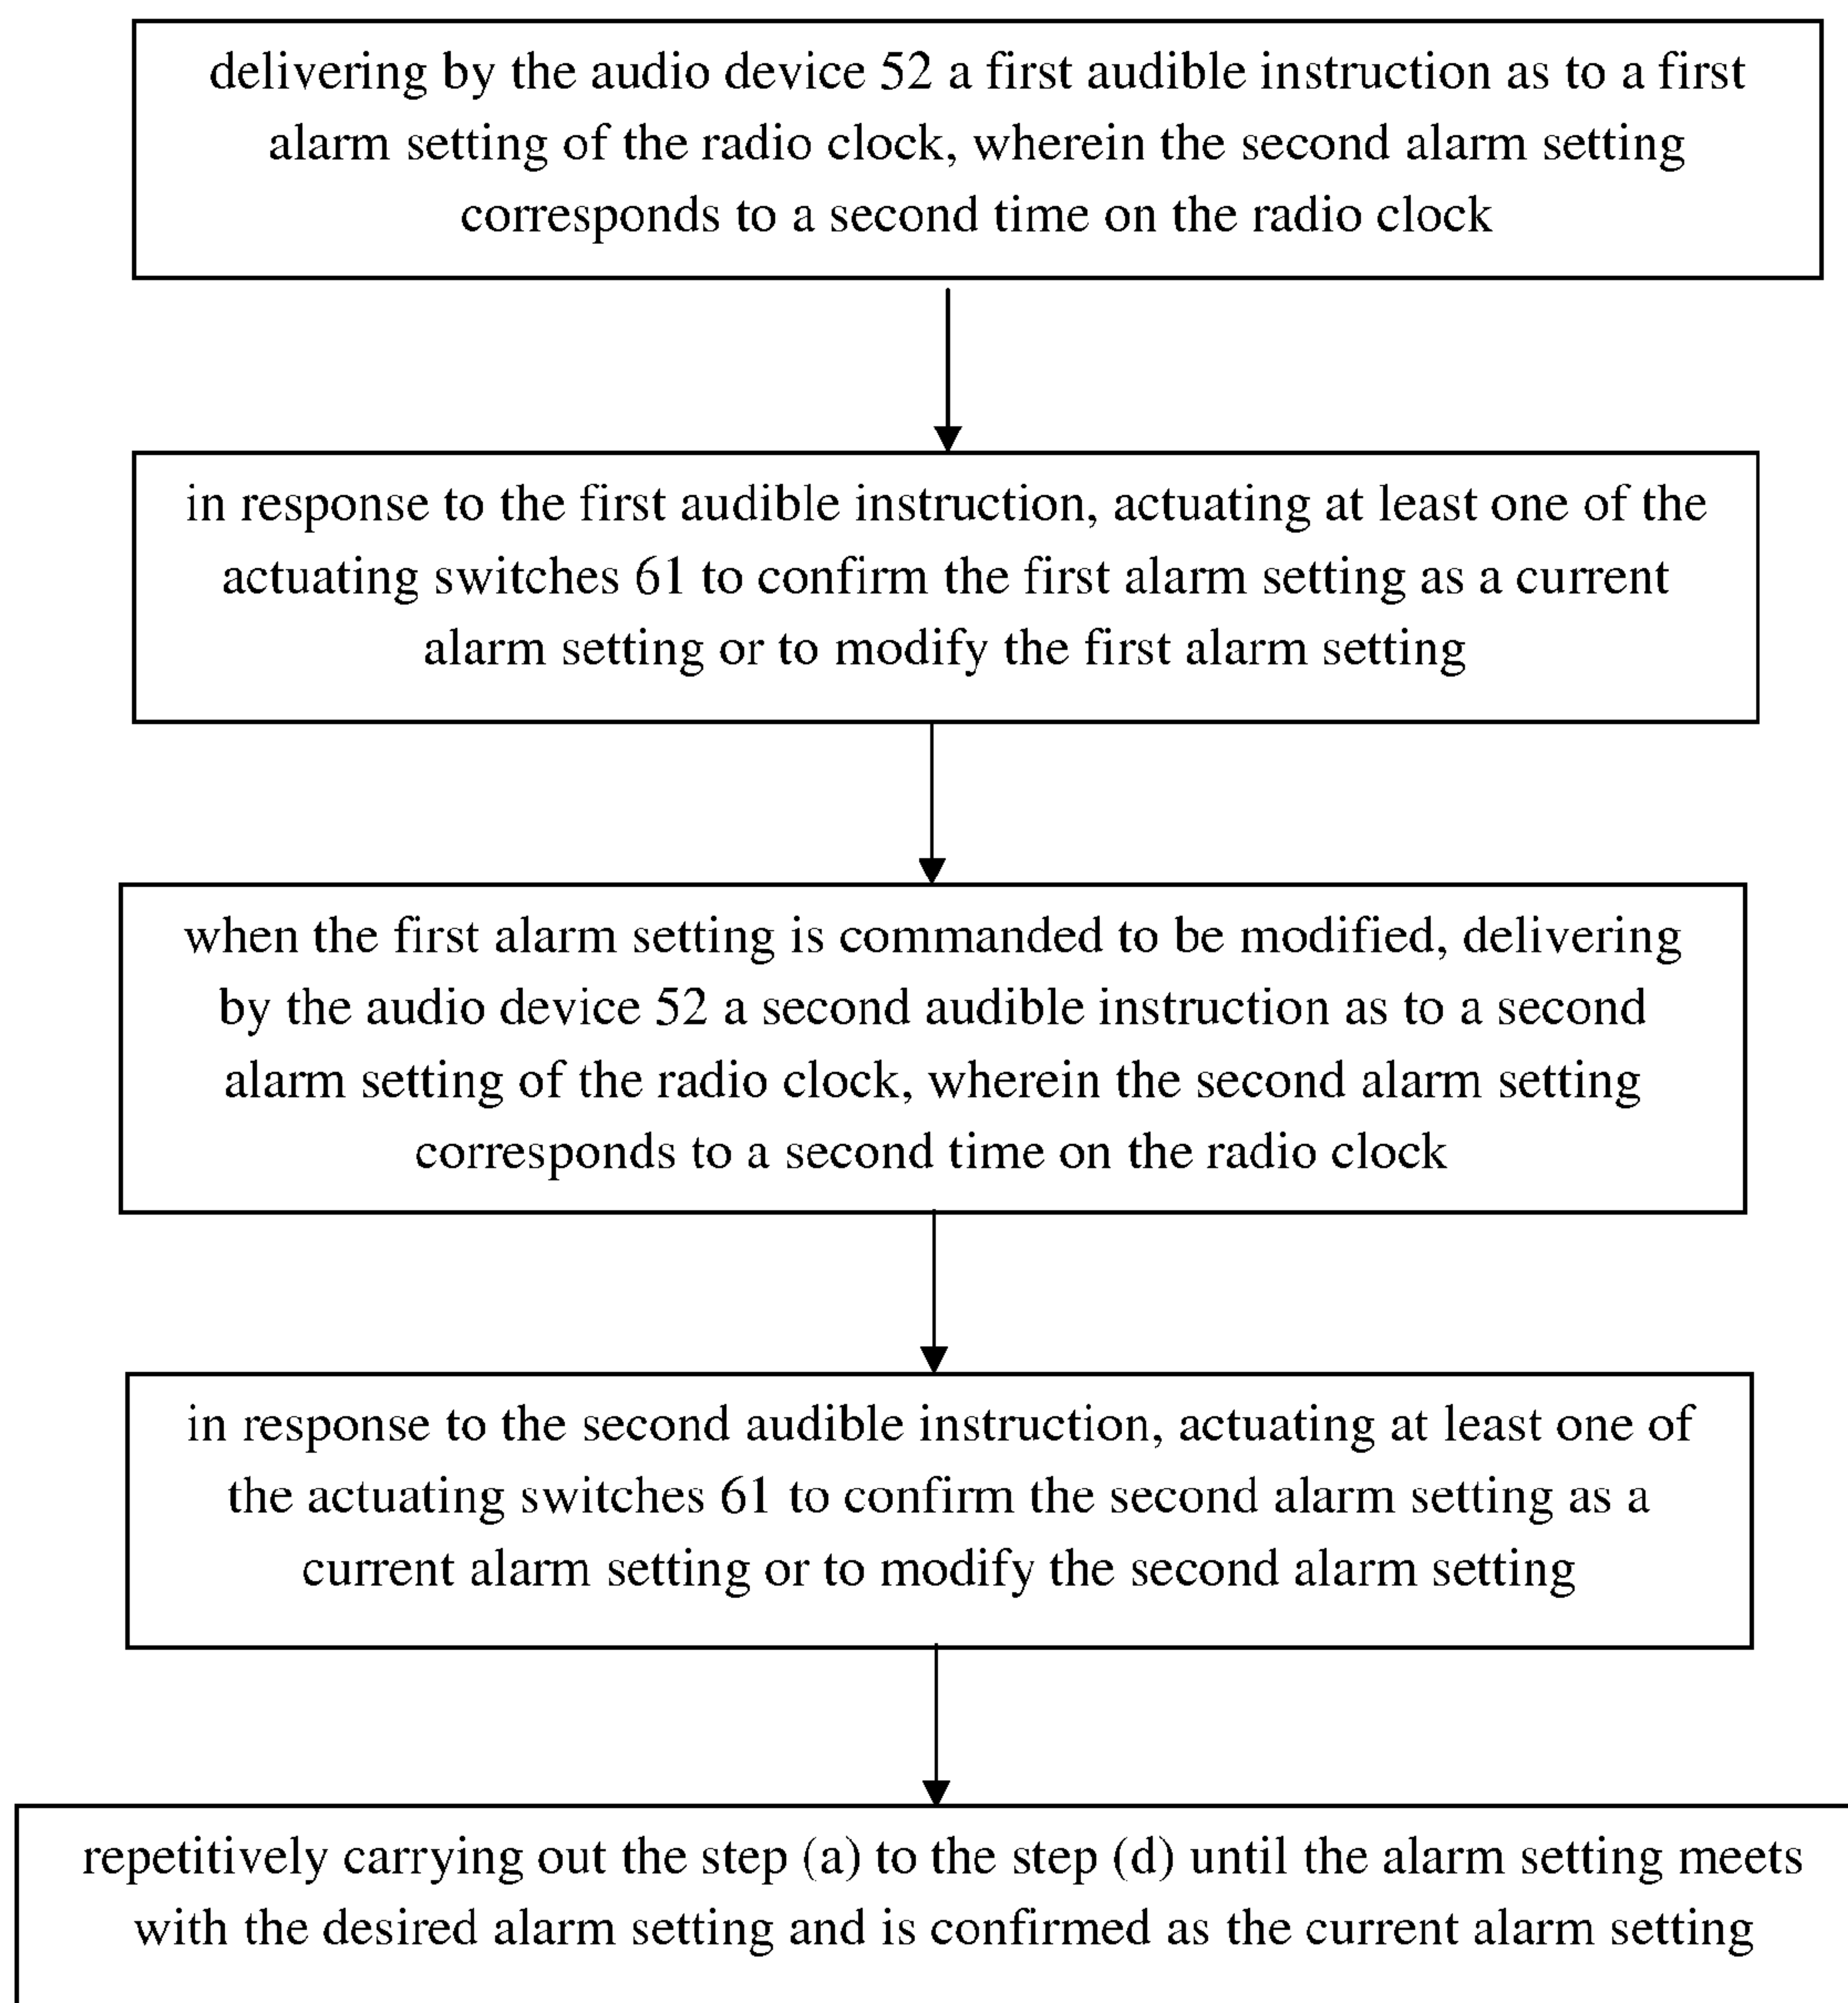 delivering by the audio device 52 a first audible instruction as to a first
alarm setting of the radio clock, wherein the second alarm setting
corresponds to a second time on the radio clock
in response to the first audible instruction, actuating at least one of the
actuating switches 61 to confirm the first alarm setting as a current
alarm setting or to modify the first alarm setting
when the first alarm setting is commanded to be modified, delivering
by the audio device 52 a second audible instruction as to a second
alarm setting of the radio clock, wherein the second alarm setting
corresponds to a second time on the radio clock
in response to the second audible instruction, actuating at least one of
the actuating switches 61 to confirm the second alarm setting as a
current alarm setting or to modify the second alarm setting
repetitively carrying out the step (a) to the step (d) until the alarm setting meets
with the desired alarm setting and is confirmed as the current alarm setting